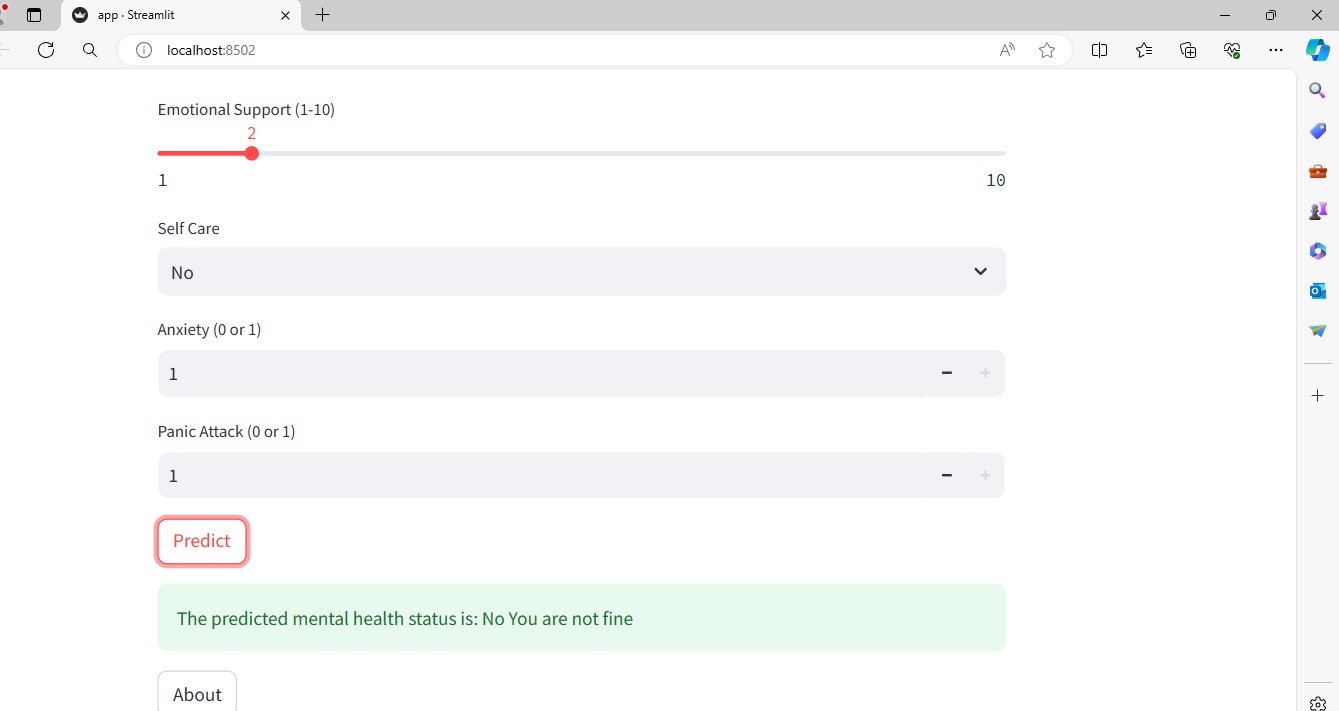 app · Streamlit
localhost:8502
Emotional Support (1-10)
2
1 10
Self Care
No
Anxiety (0 or 1)
1
Panic Attack (0 or 1)
1
Predict
The predicted mental health status is: No You are not fine
About